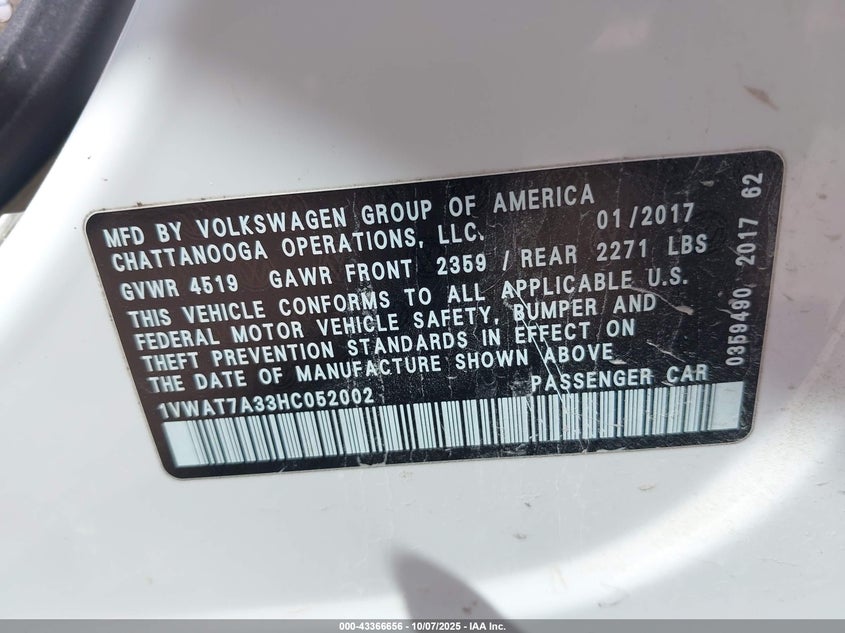 MFD BY VOLKSWAGEN GROUP OF AMERICA 01/2017
CHATTANOOGA OPERATIONS, LLC.
GVWR 4519 GAWR FRONT 2359 / REAR 2271 LBS
THIS VEHICLE CONFORMS TO ALL APPLICABLE U.S.
FEDERAL MOTOR VEHICLE SAFETY, BUMPER AND
THEFT PREVENTION STANDARDS IN EFFECT ON
THE DATE OF MANUFACTURE SHOWN ABOVE
1VWAT7A33HC052002 PASSENGER CAR
0359490 2017 62
000-43366656 - 10/07/2025 - IAA Inc.